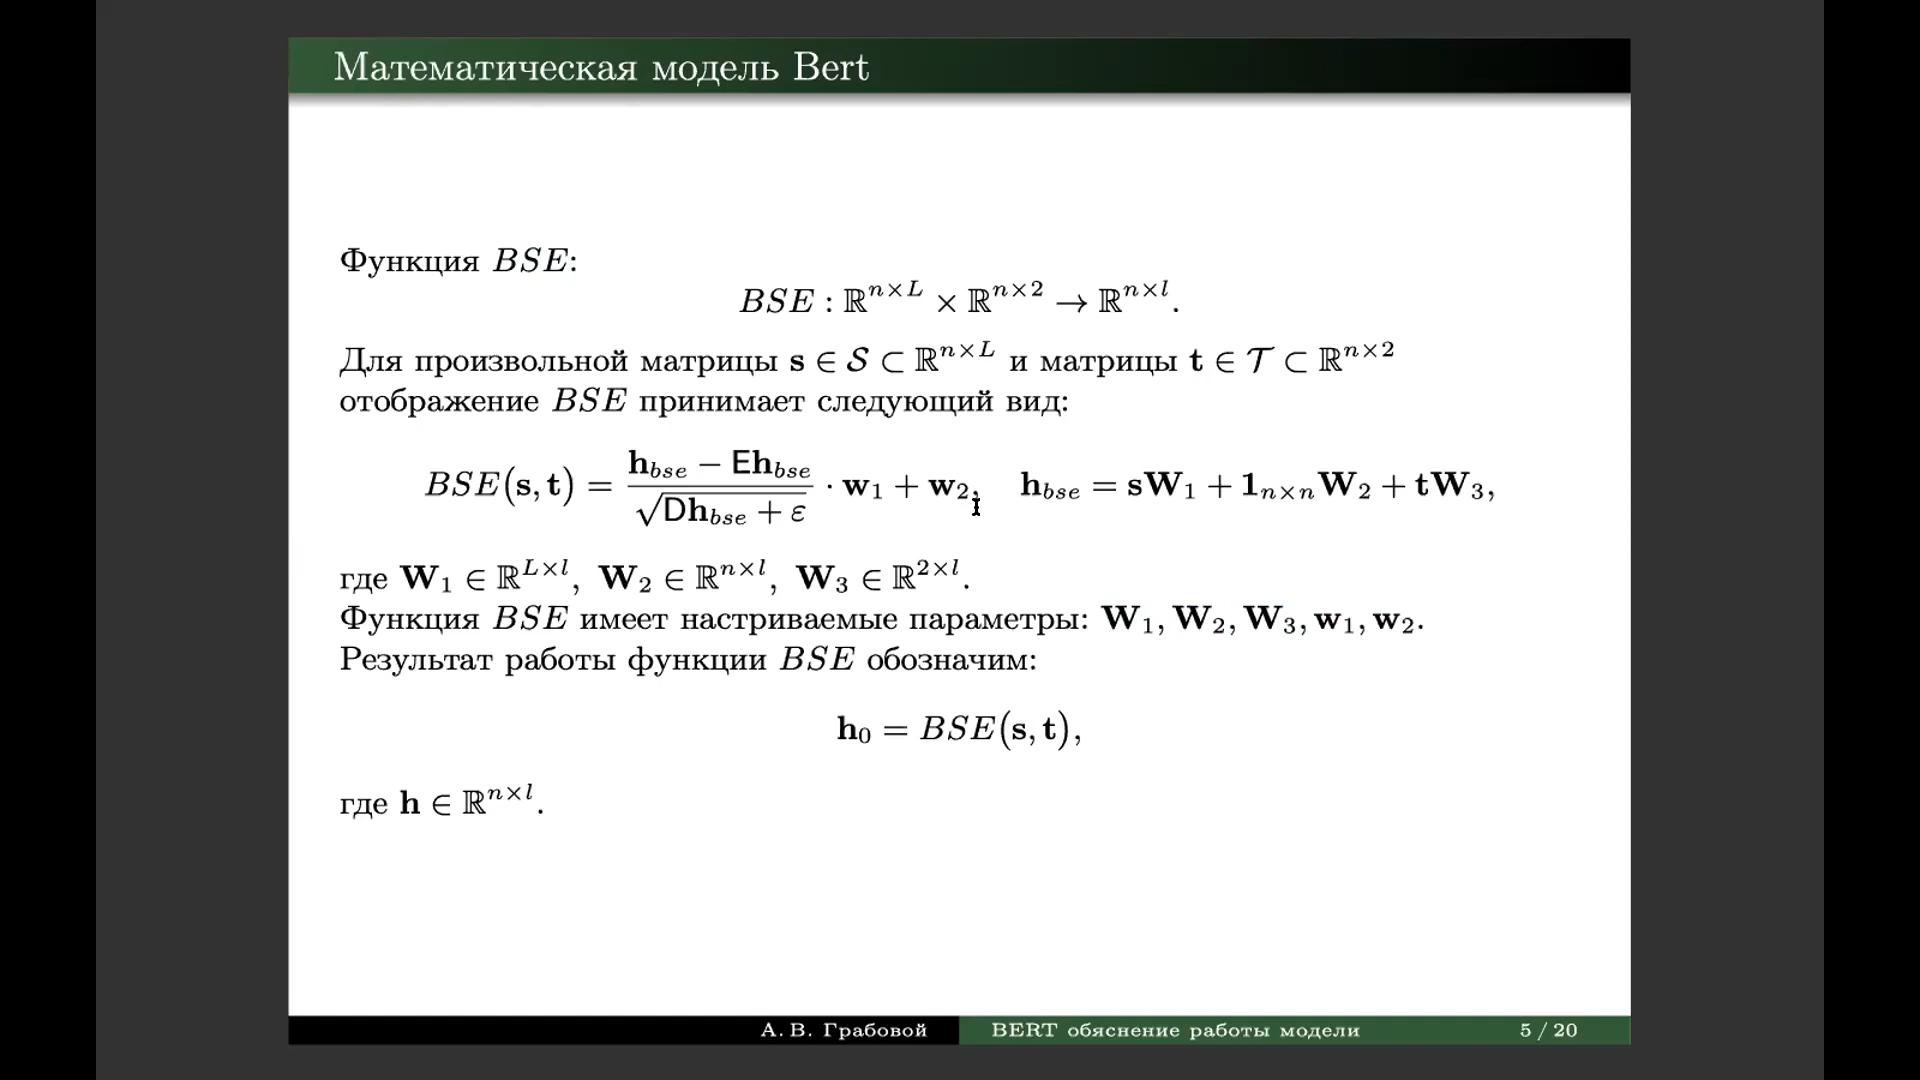 Математическая модель Bert
Функция BSE:
BSE : ℝ^{n×L} × ℝ^{n×2} → ℝ^{n×l}.
Для произвольной матрицы s ∈ 𝒮 ⊂ ℝ^{n×L} и матрицы t ∈ 𝒯 ⊂ ℝ^{n×2}
отображение BSE принимает следующий вид:
BSE(s, t) = \frac{h_{bse} − Eh_{bse}}{\sqrt{Dh_{bse} + ε}} · w_1 + w_2,   h_{bse} = sW_1 + 1_{n×n}W_2 + tW_3,
где W_1 ∈ ℝ^{L×l}, W_2 ∈ ℝ^{n×l}, W_3 ∈ ℝ^{2×l}.
Функция BSE имеет настриваемые параметры: W_1, W_2, W_3, w_1, w_2.
Результат работы функции BSE обозначим:
h_0 = BSE(s, t),
где h ∈ ℝ^{n×l}.
А. В. Грабовой BERT обяснение работы модели 5 / 20